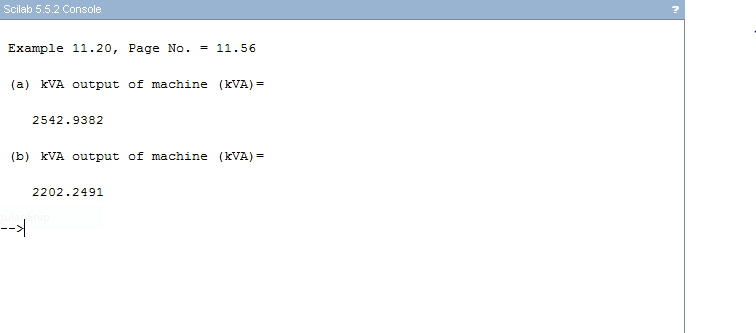 Scilab 5.5.2 Console ?
Example 11.20, Page No. = 11.56
(a) kVA output of machine (kVA)=
2542.9382
(b) kVA output of machine (kVA)=
2202.2491
-->